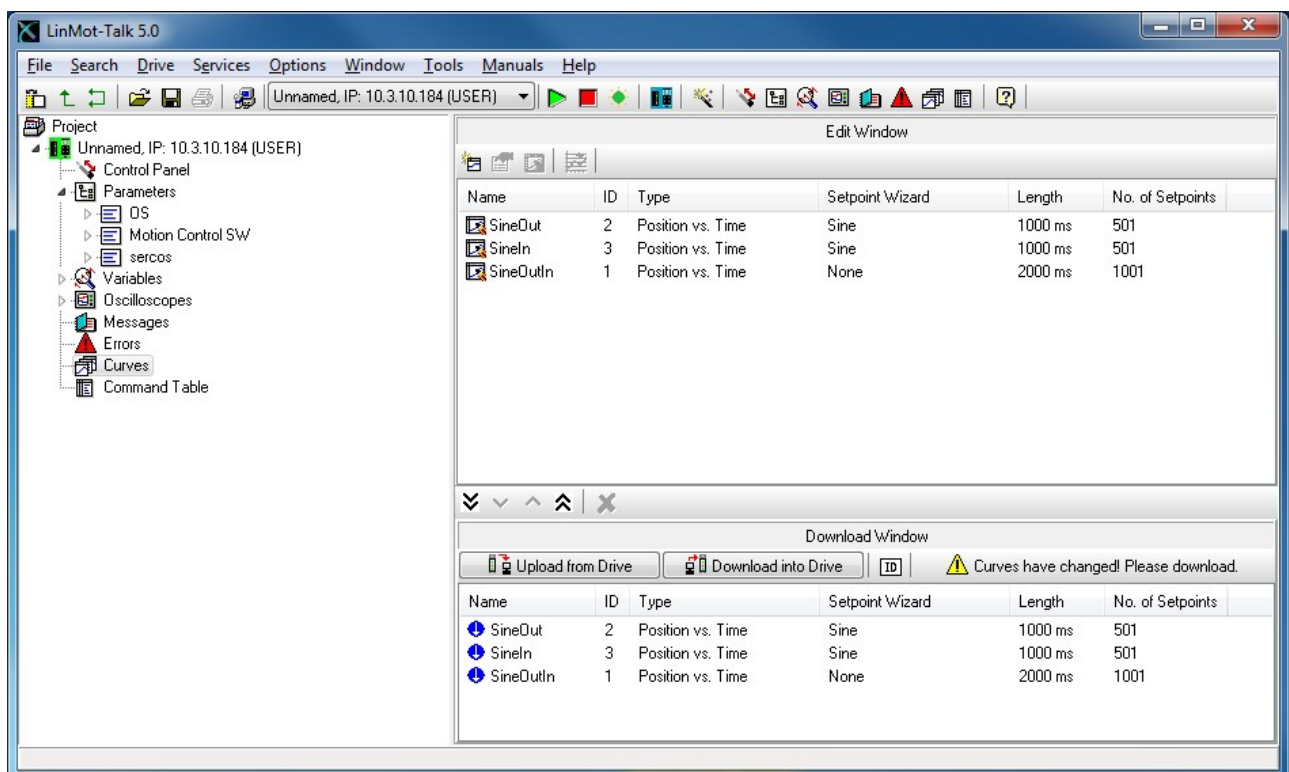 LinMot-Talk 5.0
File Search Drive Services Options Window Tools Manuals Help
Unnamed, IP: 10.3.10.184 (USER)
Project
Unnamed, IP: 10.3.10.184 (USER)
Control Panel
Parameters
OS
Motion Control SW
sercos
Variables
Oscilloscopes
Messages
Errors
Curves
Command Table
Edit Window
Name ID Type Setpoint Wizard Length No. of Setpoints
SineOut 2 Position vs. Time Sine 1000 ms 501
SineIn 3 Position vs. Time Sine 1000 ms 501
SineOutIn 1 Position vs. Time None 2000 ms 1001
Download Window
Upload from Drive Download into Drive ID Curves have changed! Please download.
Name ID Type Setpoint Wizard Length No. of Setpoints
SineOut 2 Position vs. Time Sine 1000 ms 501
SineIn 3 Position vs. Time Sine 1000 ms 501
SineOutIn 1 Position vs. Time None 2000 ms 1001